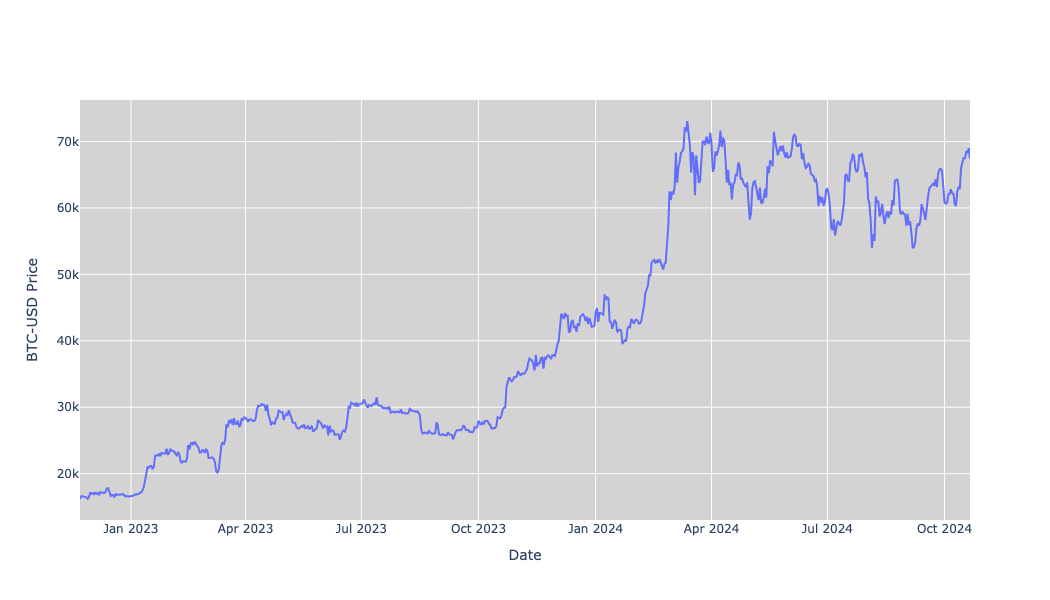 70k
60k
50k
40k
30k
20k
BTC-USD Price
Jan 2023
Apr 2023
Jul 2023
Oct 2023
Jan 2024
Apr 2024
Jul 2024
Oct 2024
Date